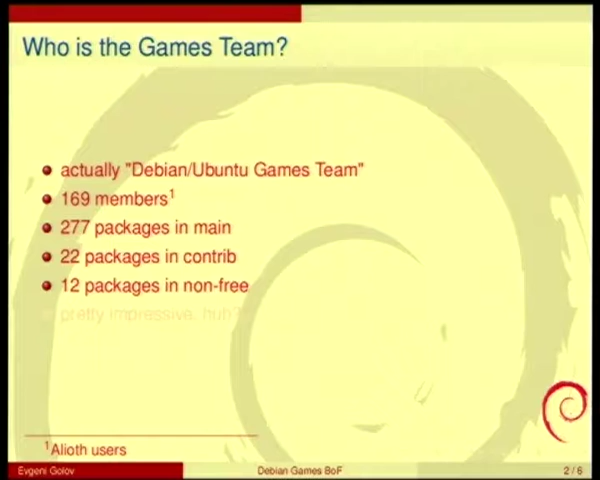 Who is the Games Team?
actually "Debian/Ubuntu Games Team"
169 members1
277 packages in main
22 packages in contrib
12 packages in non-free
pretty impressive, huh?
1Alioth users
Evgeni Golov
Debian Games BoF
2 / 6